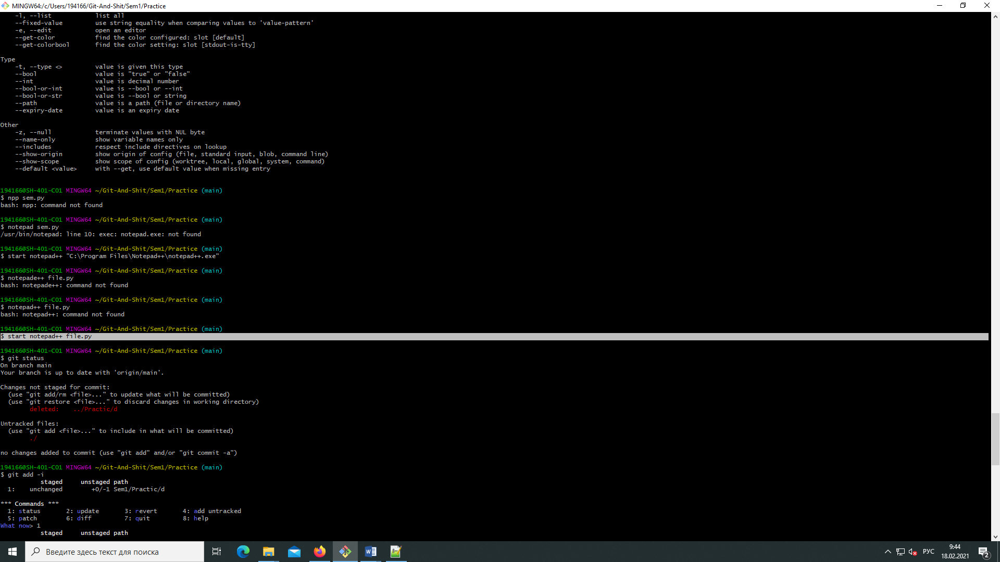 MINGW64:/c/Users/194166/Git-And-Shit/Sem1/Practice
-l, --list list all
--fixed-value use string equality when comparing values to 'value-pattern'
-e, --edit open an editor
--get-color find the color configured: slot [default]
--get-colorbool find the color setting: slot [stdout-is-tty]
Type
-t, --type <> value is given this type
--bool value is "true" or "false"
--int value is decimal number
--bool-or-int value is --bool or --int
--bool-or-str value is --bool or string
--path value is a path (file or directory name)
--expiry-date value is an expiry date
Other
-z, --null terminate values with NUL byte
--name-only show variable names only
--includes respect include directives on lookup
--show-origin show origin of config (file, standard input, blob, command line)
--show-scope show scope of config (worktree, local, global, system, command)
--default <value> with --get, use default value when missing entry
194166@SH-401-C01 MINGW64 ~/Git-And-Shit/Sem1/Practice (main)
$ npp sem.py
bash: npp: command not found
194166@SH-401-C01 MINGW64 ~/Git-And-Shit/Sem1/Practice (main)
$ notepad sem.py
/usr/bin/notepad: line 10: exec: notepad.exe: not found
194166@SH-401-C01 MINGW64 ~/Git-And-Shit/Sem1/Practice (main)
$ start notepad++ "C:\Program Files\Notepad++\notepad++.exe"
194166@SH-401-C01 MINGW64 ~/Git-And-Shit/Sem1/Practice (main)
$ notepade++ file.py
bash: notepade++: command not found
194166@SH-401-C01 MINGW64 ~/Git-And-Shit/Sem1/Practice (main)
$ notepad++ file.py
bash: notepad++: command not found
194166@SH-401-C01 MINGW64 ~/Git-And-Shit/Sem1/Practice (main)
$ start notepad++ file.py
194166@SH-401-C01 MINGW64 ~/Git-And-Shit/Sem1/Practice (main)
$ git status
On branch main
Your branch is up to date with 'origin/main'.
Changes not staged for commit:
(use "git add/rm <file>..." to update what will be committed)
(use "git restore <file>..." to discard changes in working directory)
deleted: ../Practic/d
Untracked files:
(use "git add <file>..." to include in what will be committed)
./
no changes added to commit (use "git add" and/or "git commit -a")
194166@SH-401-C01 MINGW64 ~/Git-And-Shit/Sem1/Practice (main)
$ git add -i
staged unstaged path
1: unchanged +0/-1 Sem1/Practic/d
*** Commands ***
1: status 2: update 3: revert 4: add untracked
5: patch 6: diff 7: quit 8: help
What now> 1
staged unstaged path
Введите здесь текст для поиска
РУС
9:44
18.02.2021
2